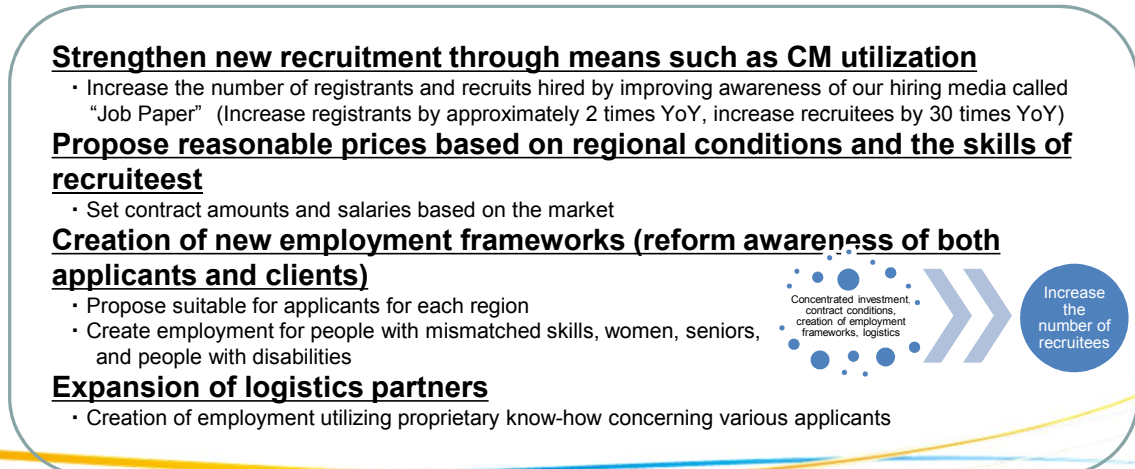 Strengthen new recruitment through means such as CM utilization
・Increase the number of registrants and recruits hired by improving awareness of our hiring media called
“Job Paper” (Increase registrants by approximately 2 times YoY, increase recruitees by 30 times YoY)
Propose reasonable prices based on regional conditions and the skills of
recruiteest
・Set contract amounts and salaries based on the market
Creation of new employment frameworks (reform awareness of both
applicants and clients)
・Propose suitable for applicants for each region
・Create employment for people with mismatched skills, women, seniors,
and people with disabilities
Concentrated investment,
contract conditions,
creation of employment
frameworks, logistics
Increase
the
number of
recruitees
Expansion of logistics partners
・Creation of employment utilizing proprietary know-how concerning various applicants